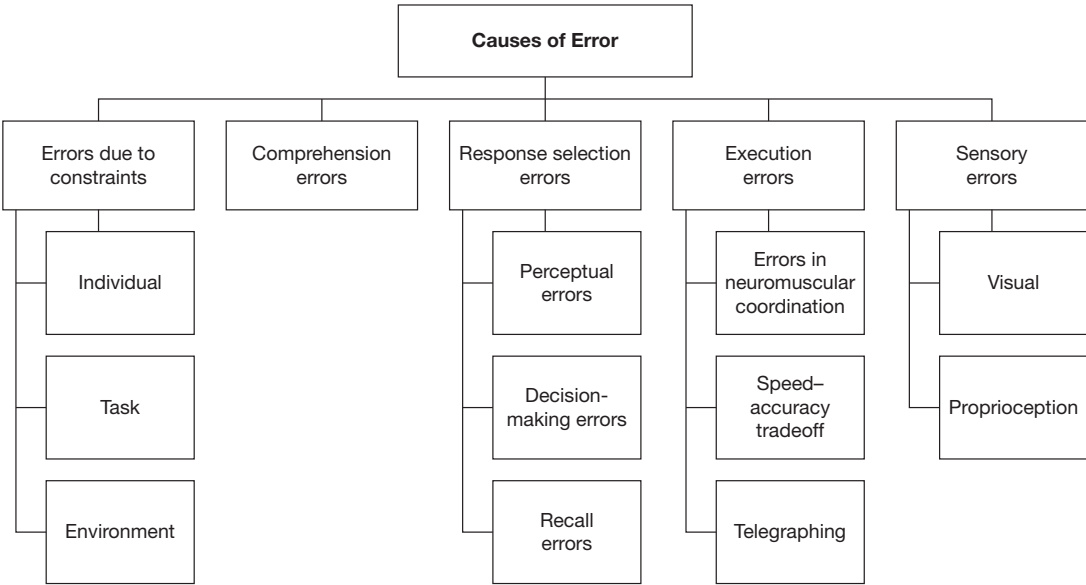 Causes of Error
Errors due to
constraints
Comprehension
errors
Response selection
errors
Execution
errors
Sensory
errors
Individual
Task
Environment
Perceptual
errors
Decision-
making errors
Recall
errors
Errors in
neuromuscular
coordination
Speed–
accuracy
tradeoff
Telegraphing
Visual
Proprioception